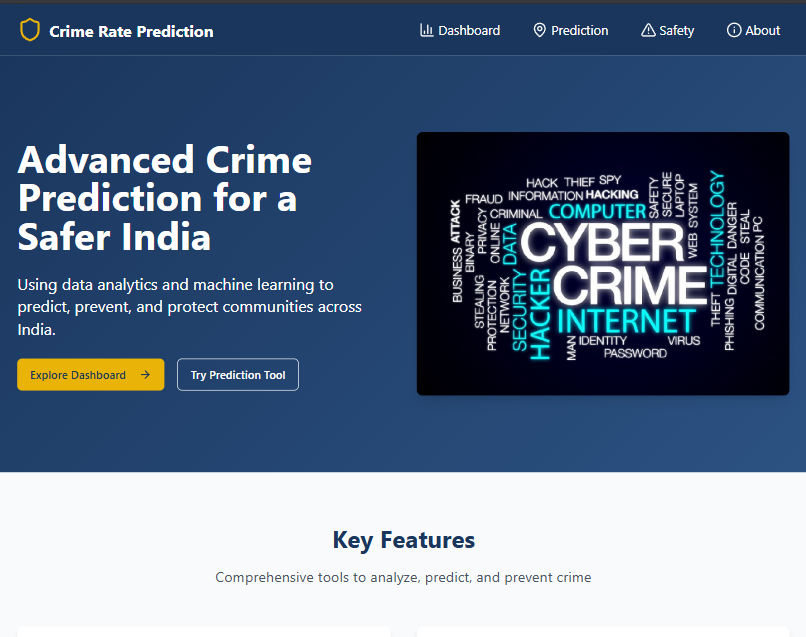 Crime Rate Prediction
Dashboard
Prediction
Safety
About
Advanced Crime
Prediction for a
Safer India
Using data analytics and machine learning to
predict, prevent, and protect communities across
India.
Explore Dashboard →
Try Prediction Tool
HACK THIEF SPY
FRAUD INFORMATION HACKING
CRIMINAL COMPUTER
CYBER
CRIME
INTERNET
IDENTITY
VIRUS
PASSWORD
MAN
BUSINESS ATTACK
BINARY
STEALING
PRIVACY
PROTECTION
ONLINE
NETWORK
DATA
SECURITY
HACKER
SAFETY
SECURE
LAPTOP
WEB SYSTEM
TECHNOLOGY
THEFT
PHISHING DIGITAL DANGER
CODE STEAL
COMMUNICATION PC
Key Features
Comprehensive tools to analyze, predict, and prevent crime